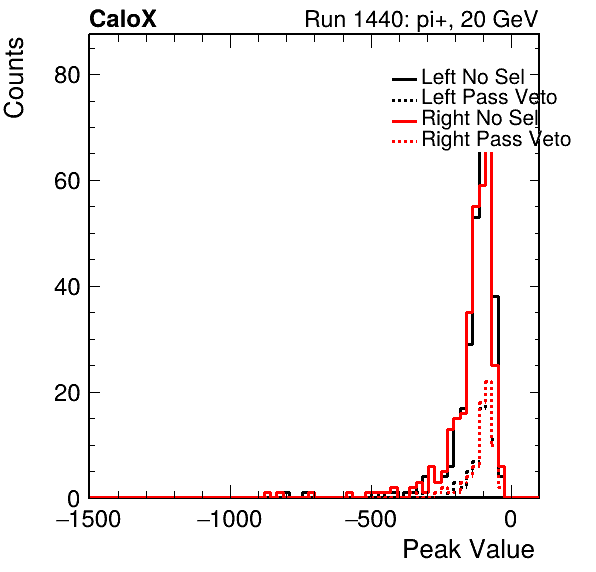 CaloX
Run 1440: pi+, 20 GeV
Counts
80
60
40
20
0
Left No Sel
Left Pass Veto
Right No Sel
Right Pass Veto
−1500
−1000
−500
0
Peak Value